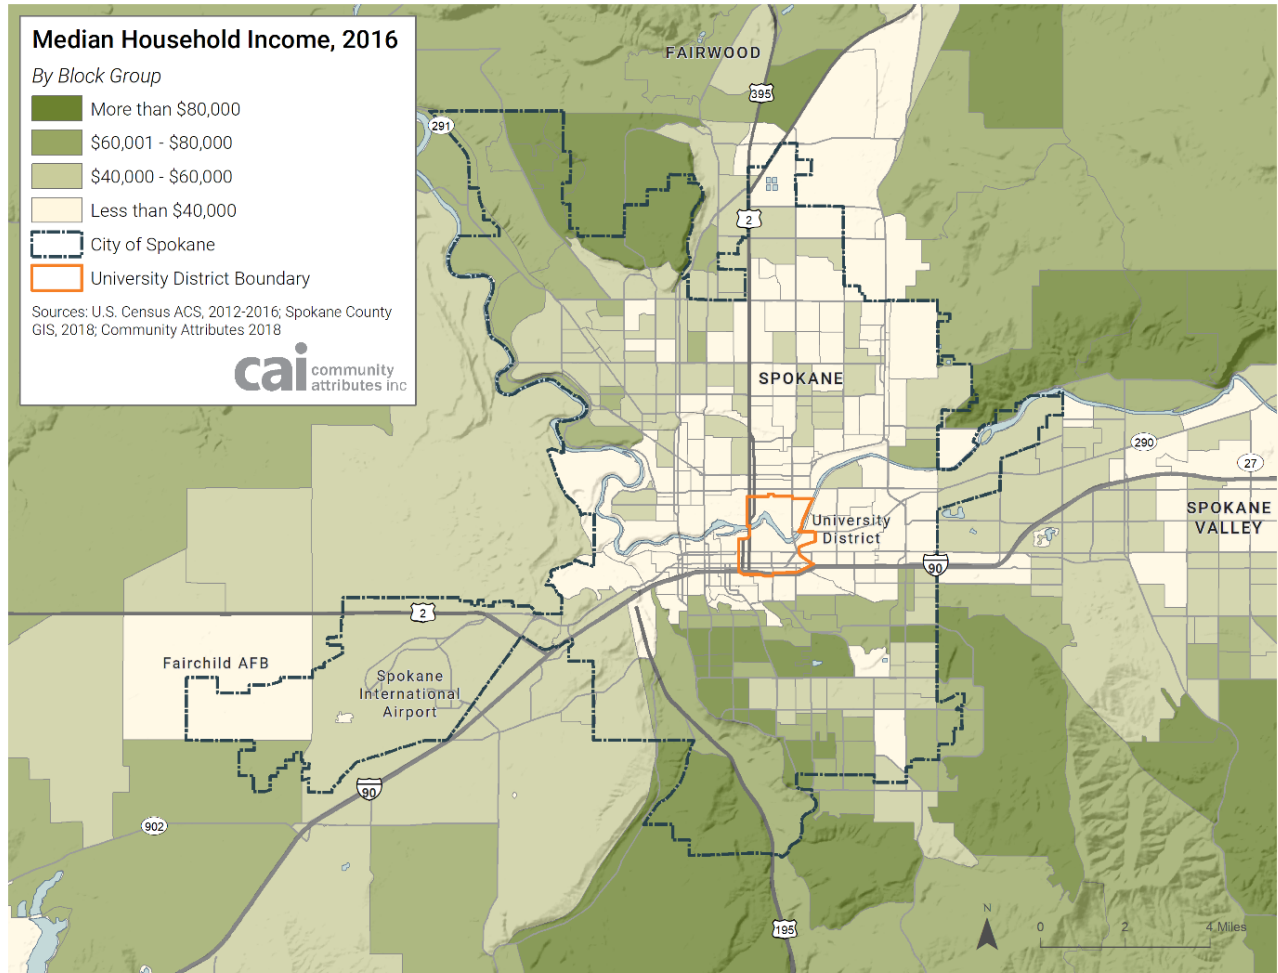 Median Household Income, 2016
By Block Group
More than $80,000
$60,001 - $80,000
$40,000 - $60,000
Less than $40,000
City of Spokane
University District Boundary
Sources: U.S. Census ACS, 2012-2016; Spokane County
GIS, 2018; Community Attributes 2018
cai community
attributes inc
FAIRWOOD
395
291
2
SPOKANE
290
27
SPOKANE
VALLEY
University
District
90
2
Fairchild AFB
Spokane
International
Airport
90
902
195
N
0 2 4 Miles